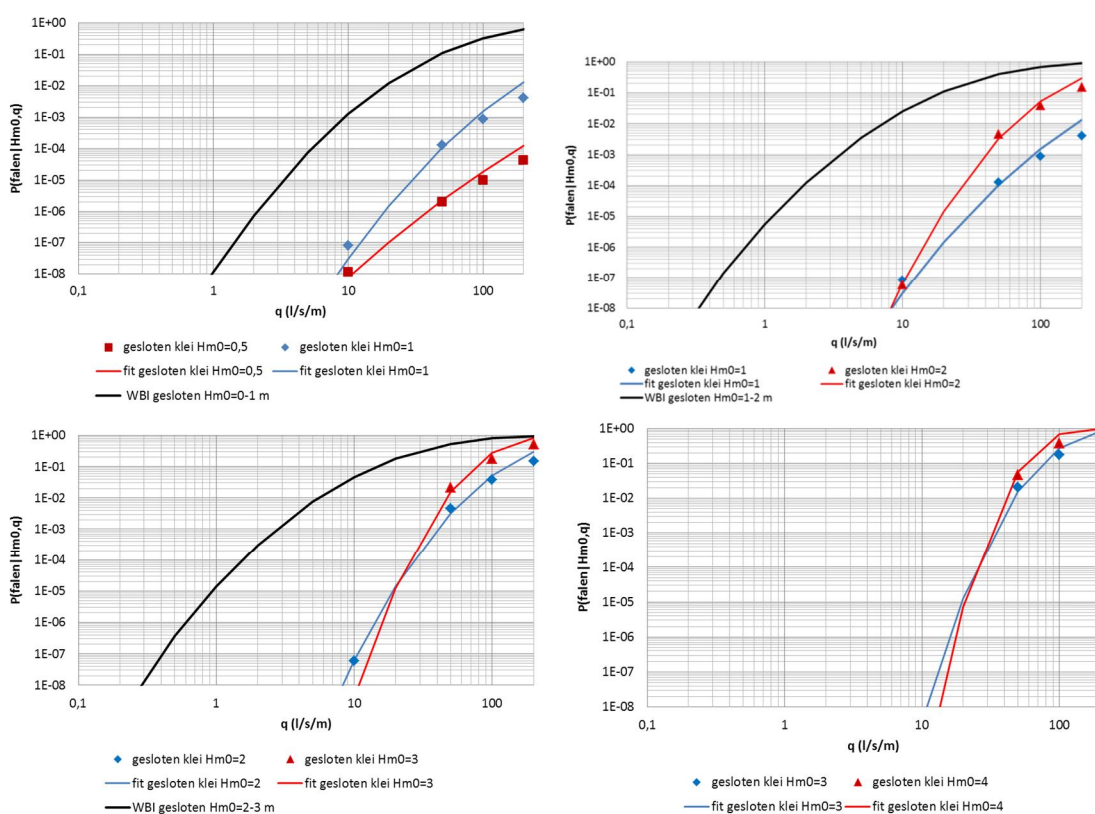 P(falen|Hm0,q)
1E+00
1E-01
1E-02
1E-03
1E-04
1E-05
1E-06
1E-07
1E-08
0,1 1 10 100
q (l/s/m)
gesloten klei Hm0=0,5 gesloten klei Hm0=1
fit gesloten klei Hm0=0,5 fit gesloten klei Hm0=1
WBI gesloten Hm0=0-1 m
P(falen|Hm0,q)
1E+00
1E-01
1E-02
1E-03
1E-04
1E-05
1E-06
1E-07
1E-08
0,1 1 10 100
q (l/s/m)
gesloten klei Hm0=1 gesloten klei Hm0=2
fit gesloten klei Hm0=1 fit gesloten klei Hm0=2
WBI gesloten Hm0=1-2 m
P(falen|Hm0,q)
1E+00
1E-01
1E-02
1E-03
1E-04
1E-05
1E-06
1E-07
1E-08
0,1 1 10 100
q (l/s/m)
gesloten klei Hm0=2 gesloten klei Hm0=3
fit gesloten klei Hm0=2 fit gesloten klei Hm0=3
WBI gesloten Hm0=2-3 m
P(falen|Hm0,q)
1E+00
1E-01
1E-02
1E-03
1E-04
1E-05
1E-06
1E-07
1E-08
0,1 1 10 100
q (l/s/m)
gesloten klei Hm0=3 gesloten klei Hm0=4
fit gesloten klei Hm0=3 fit gesloten klei Hm0=4